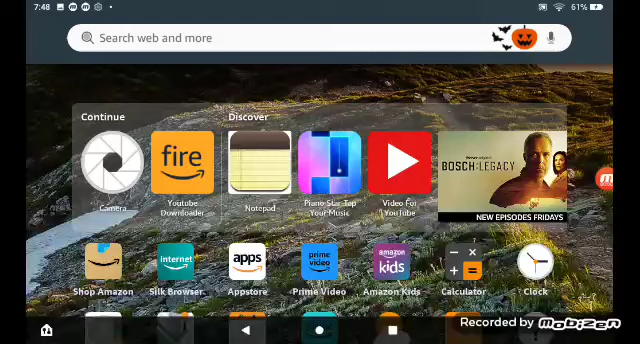 7:48
61%
Search web and more
Continue
Discover
fire
Camera
Youtube Downloader
Notepad
Piano Star-Tap Your Music
Video For YouTube
BOSCH: LEGACY
NEW EPISODES FRIDAYS
internet
apps
prime video
amazon kids
Shop Amazon
Silk Browser
Appstore
Prime Video
Amazon Kids
Calculator
Clock
Recorded by Mobizen